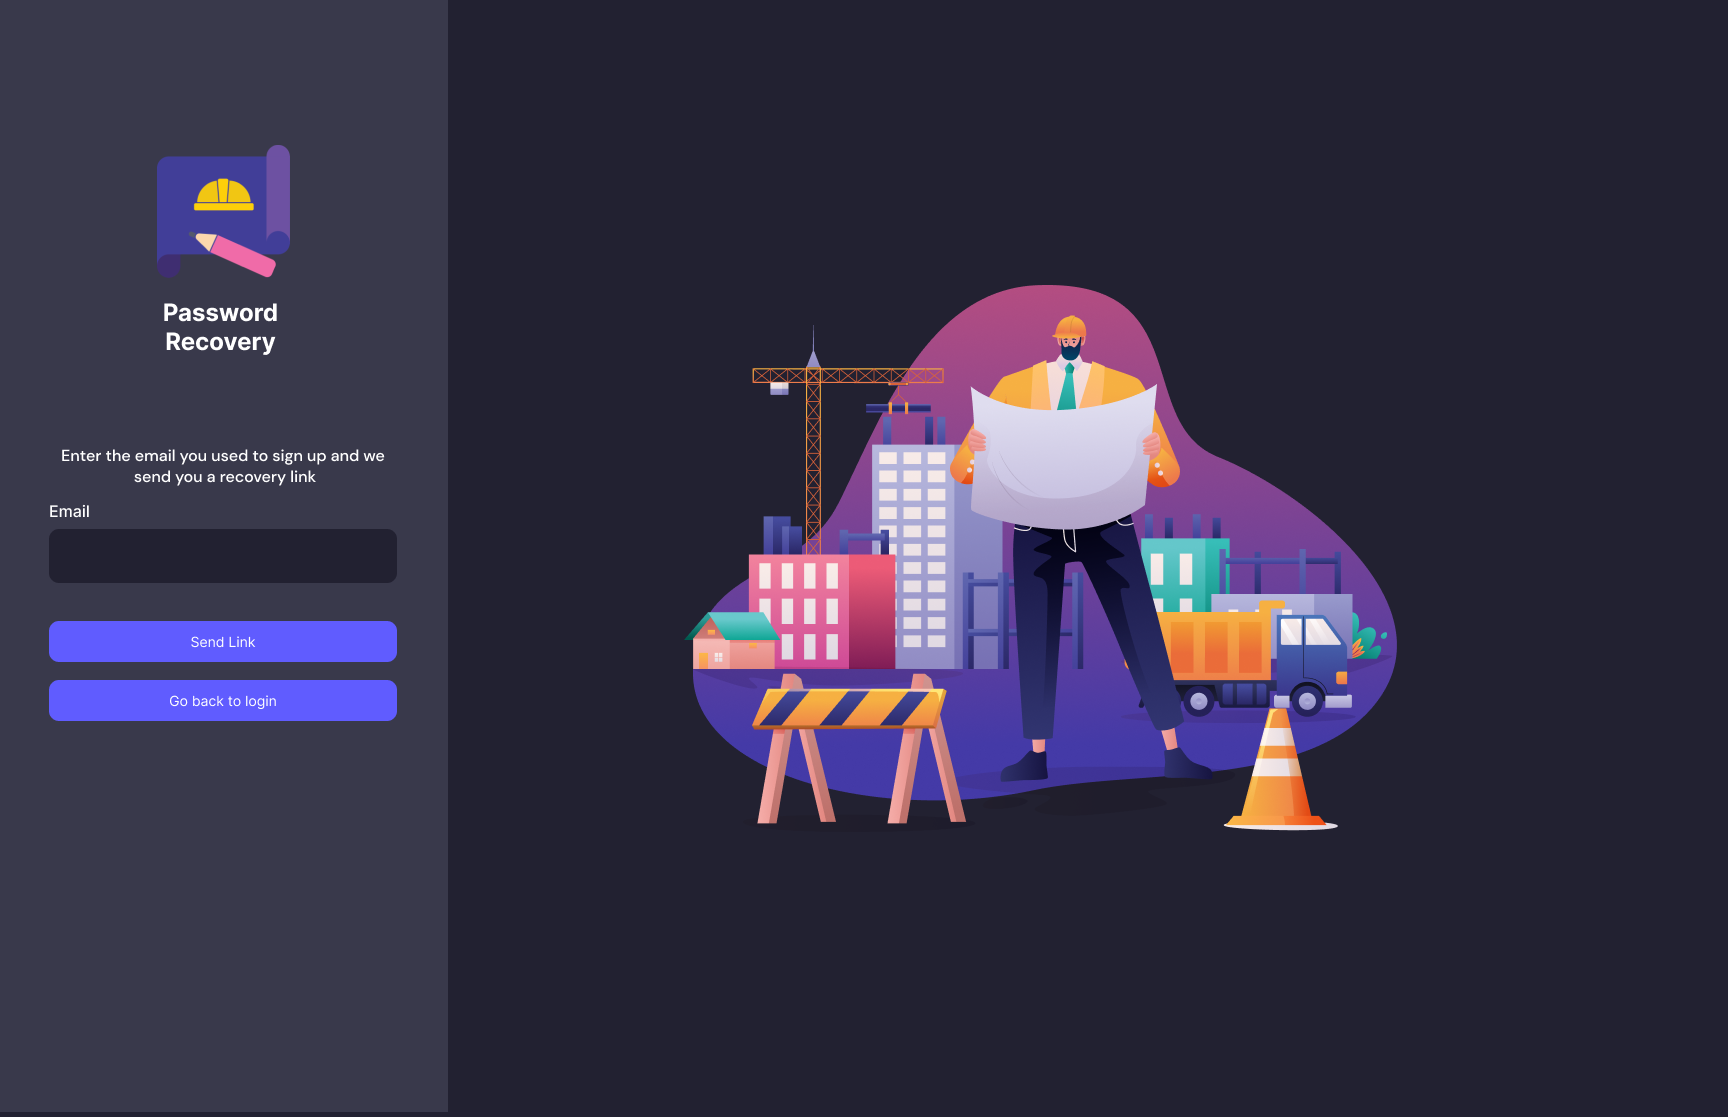 Password
Recovery
Enter the email you used to sign up and we
send you a recovery link
Email
Send Link
Go back to login